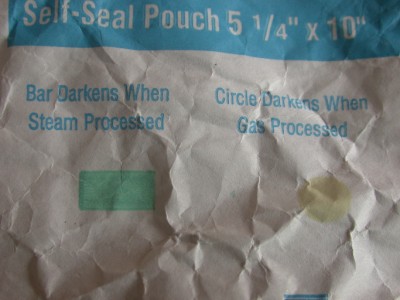 Self-Seal Pouch 5 1/4" x 10"
Bar Darkens When
Steam Processed
Circle Darkens When
Gas Processed